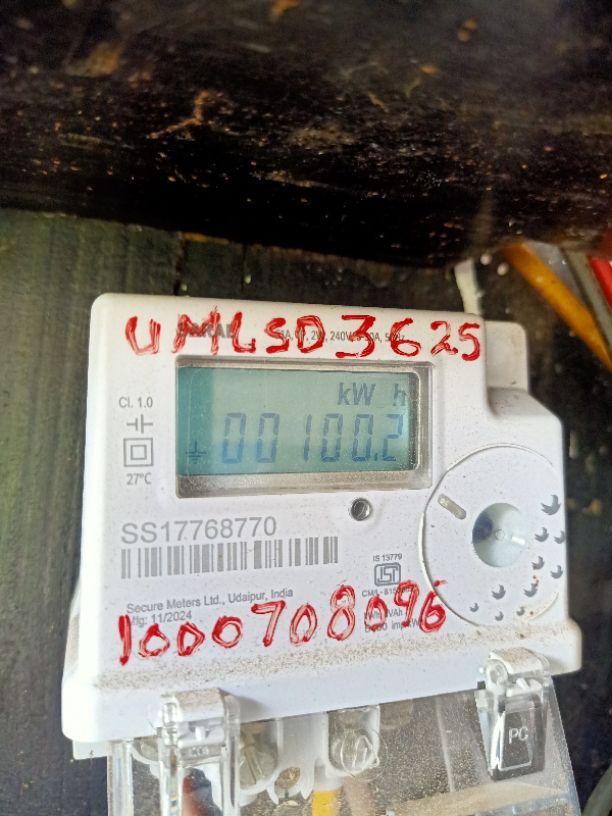 UMLSD3625
Cl. 1.0
kW h
00100.2
27°C
SS17768770
IS 13779
Secure Meters Ltd., Udaipur, India
Mfg: 11/2024
1000708096
PC